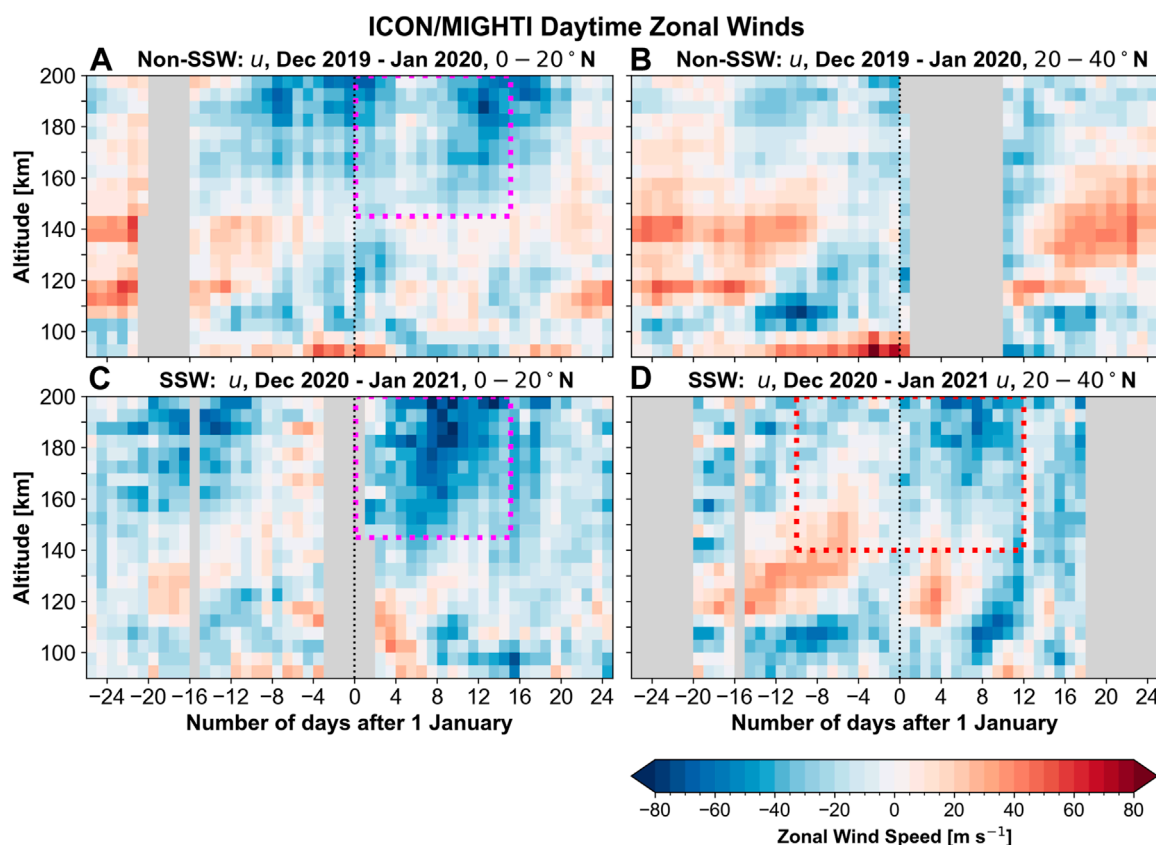 ICON/MIGHTI Daytime Zonal Winds
A Non-SSW: u, Dec 2019 - Jan 2020, 0 − 20°N
B Non-SSW: u, Dec 2019 - Jan 2020, 20 − 40°N
200
180
160
140
120
100
Altitude [km]
C SSW: u, Dec 2020 - Jan 2021, 0 − 20°N
D SSW: u, Dec 2020 - Jan 2021 u, 20 − 40°N
200
180
160
140
120
100
Altitude [km]
−24 −20 −16 −12 −8 −4 0 4 8 12 16 20 24
−24 −20 −16 −12 −8 −4 0 4 8 12 16 20 24
Number of days after 1 January
Number of days after 1 January
−80 −60 −40 −20 0 20 40 60 80
Zonal Wind Speed [m s⁻¹]